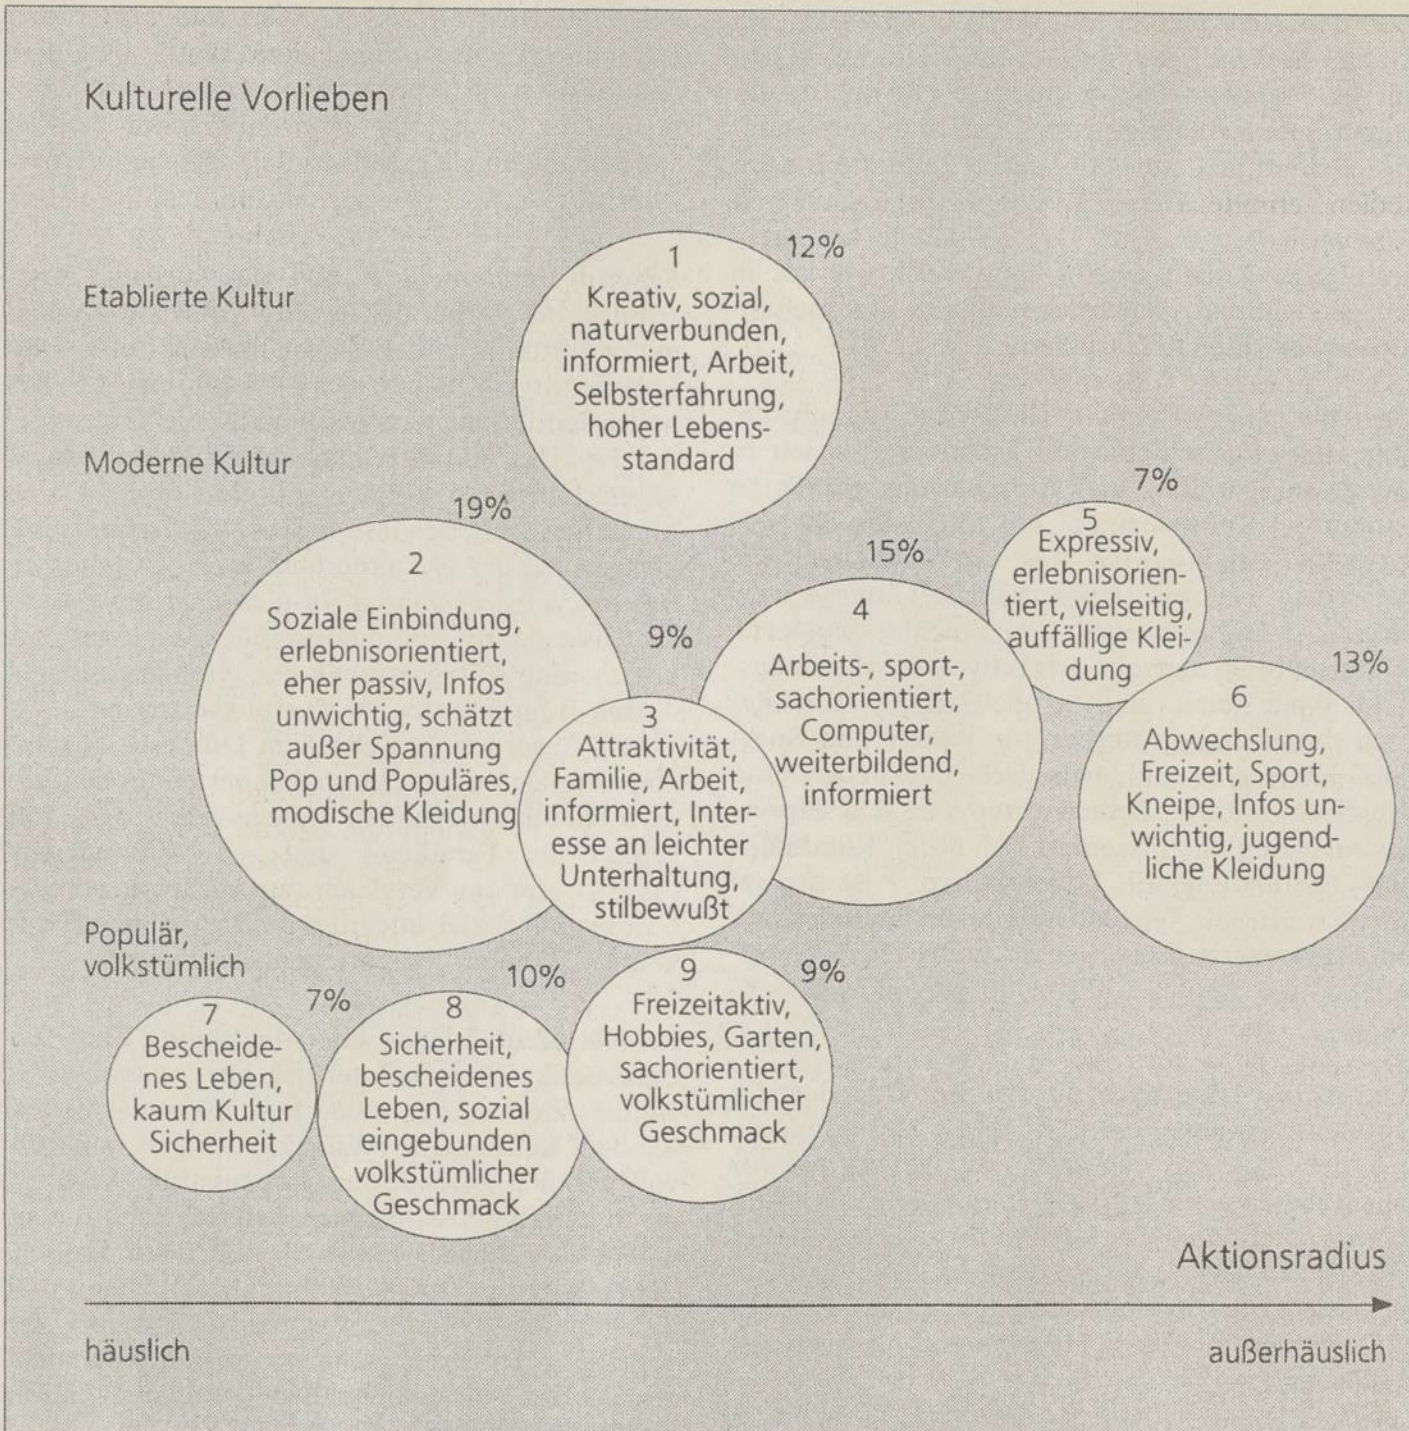 Kulturelle Vorlieben
Etablierte Kultur
12%
1
Kreativ, sozial,
naturverbunden,
informiert, Arbeit,
Selbsterfahrung,
hoher Lebens-
standard
Moderne Kultur
19%
2
Soziale Einbindung,
erlebnisorientiert,
eher passiv, Infos
unwichtig, schätzt
außer Spannung
Pop und Populäres,
modische Kleidung
9%
3
Attraktivität,
Familie, Arbeit,
informiert, Inter-
esse an leichter
Unterhaltung,
stilbewußt
15%
4
Arbeits-, sport-,
sachorientiert,
Computer,
weiterbildend,
informiert
7%
5
Expressiv,
erlebnisorien-
tiert, vielseitig,
auffällige Klei-
dung
13%
6
Abwechslung,
Freizeit, Sport,
Kneipe, Infos un-
wichtig, jugend-
liche Kleidung
Populär,
volkstümlich
7%
7
Bescheide-
nes Leben,
kaum Kultur
Sicherheit
10%
8
Sicherheit,
bescheidenes
Leben, sozial
eingebunden
volkstümlicher
Geschmack
9%
9
Freizeitaktiv,
Hobbies, Garten,
sachorientiert,
volkstümlicher
Geschmack
Aktionsradius
häuslich
außerhäuslich